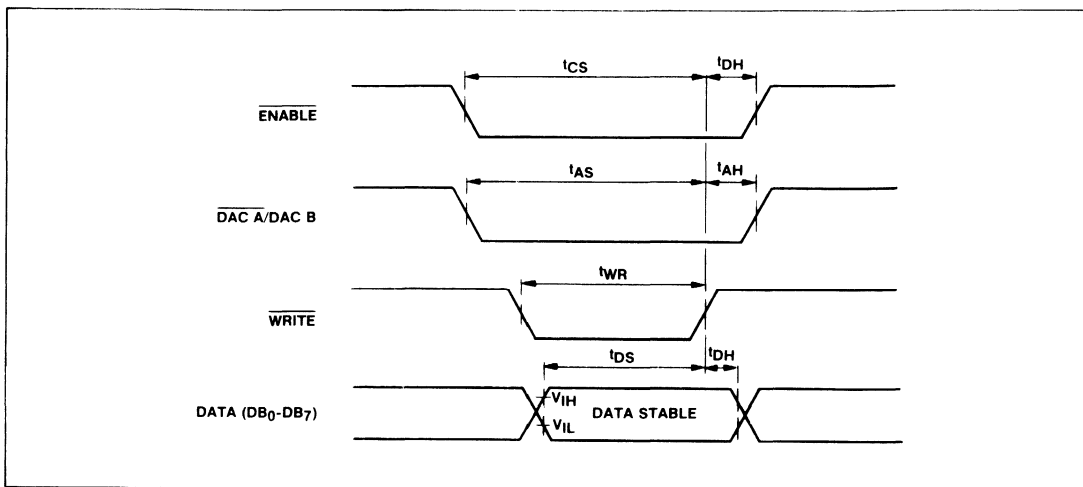 tCS tDH
ENABLE
tAS tAH
DAC A/DAC B
tWR
WRITE
tDS tDH
VIH
DATA (DB0-DB7) DATA STABLE
VIL